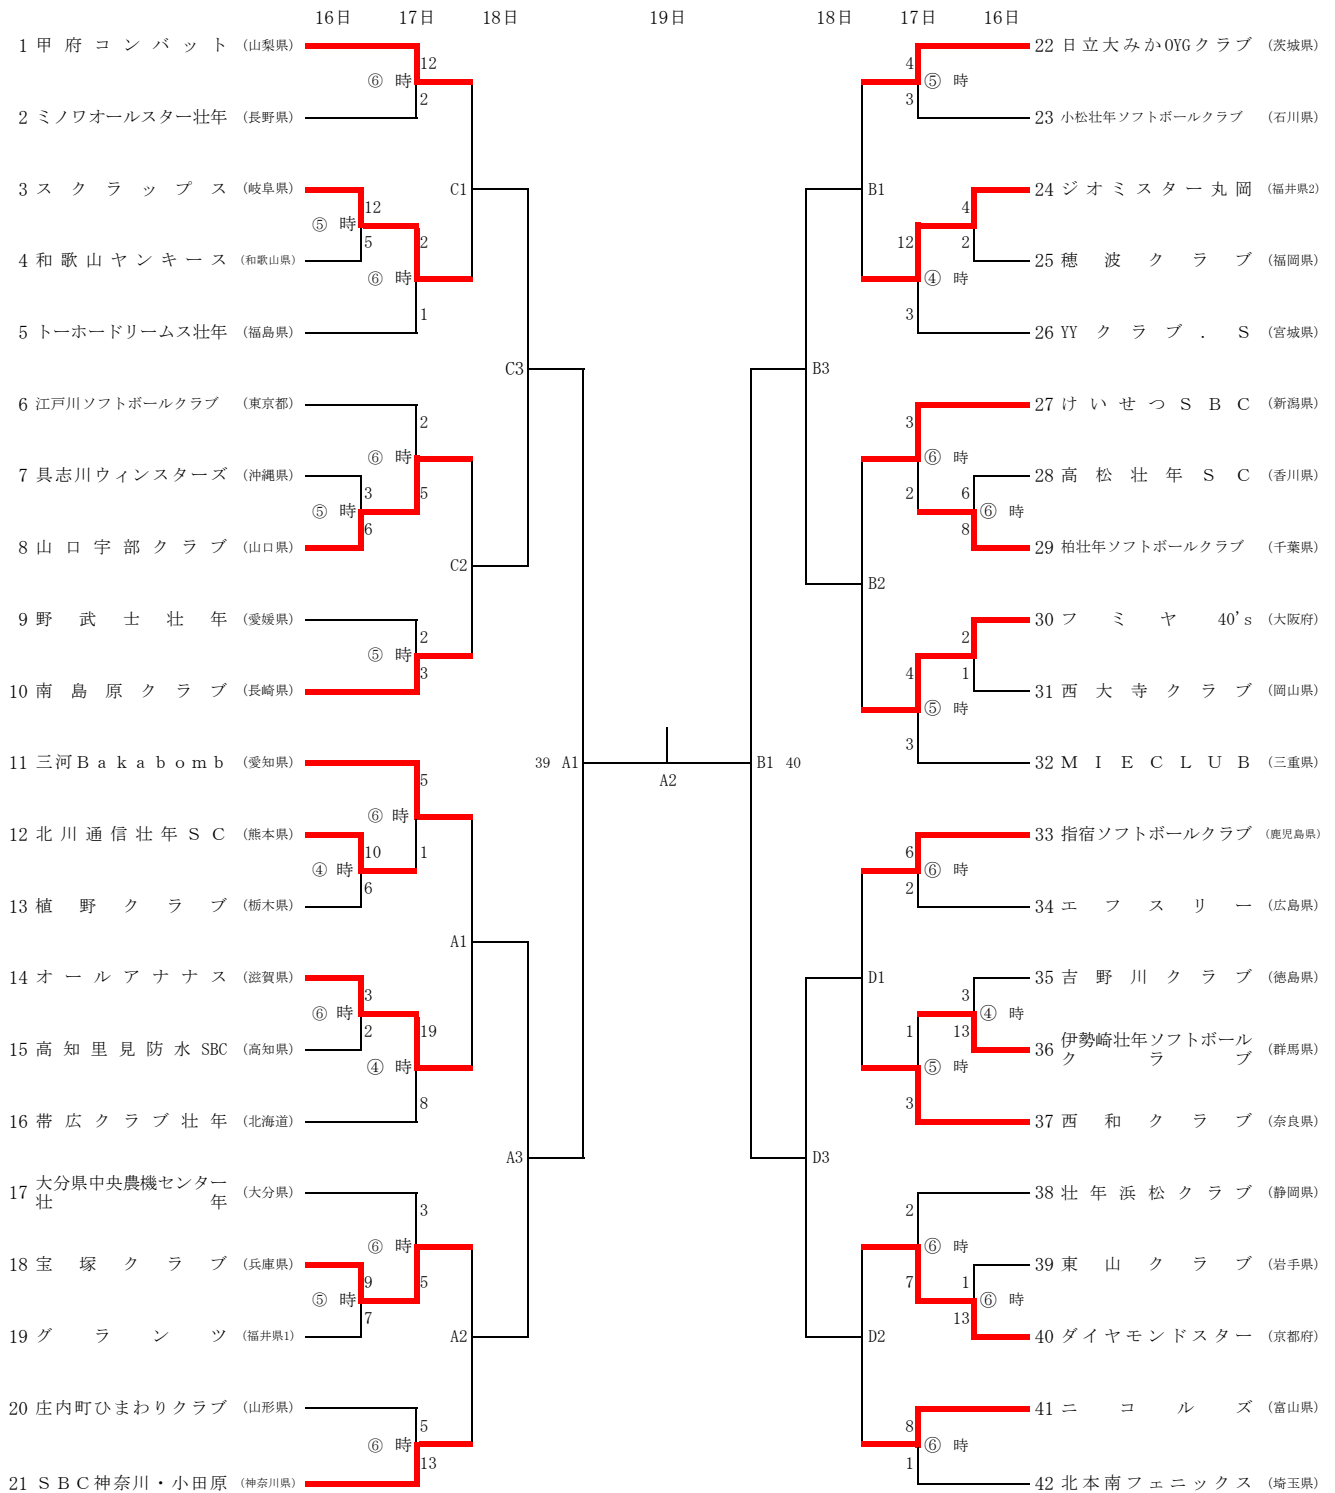 16日 17日 18日 19日 18日 17日 16日
1 甲府コンバット (山梨県)
12
⑥ 時
2
2 ミノワオールスター壮年 (長野県)
3 スクラップス (岐阜県)
C1
12
⑤ 時
5
2
4 和歌山ヤンキース (和歌山県)
⑥ 時
1
5 トーホードリームス壮年 (福島県)
C3
6 江戸川ソフトボールクラブ (東京都)
2
⑥ 時
7 具志川ウィンスターズ (沖縄県)
3
5
⑤ 時
6
8 山口宇部クラブ (山口県)
C2
9 野武士壮年 (愛媛県)
2
⑤ 時
3
10 南島原クラブ (長崎県)
11 三河Bakabomb (愛知県)
39 A1
5
⑥ 時
12 北川通信壮年SC (熊本県)
10
1
④ 時
6
13 植野クラブ (栃木県)
A1
14 オールアナナス (滋賀県)
3
⑥ 時
2
19
15 高知里見防水SBC (高知県)
④ 時
8
16 帯広クラブ壮年 (北海道)
A3
17 大分県中央農機センター
壮年 (大分県)
3
⑥ 時
18 宝塚クラブ (兵庫県)
9
5
⑤ 時
7
19 グランツ (福井県1)
A2
20 庄内町ひまわりクラブ (山形県)
5
⑥ 時
13
21 SBC神奈川・小田原 (神奈川県)
A2
22 日立大みかOYGクラブ (茨城県)
4
⑤ 時
3
23 小松壮年ソフトボールクラブ (石川県)
B1
24 ジオミスター丸岡 (福井県2)
4
12
2
25 穂波クラブ (福岡県)
④ 時
3
26 YYクラブ.S (宮城県)
B3
27 けいせつSBC (新潟県)
3
⑥ 時
28 高松壮年SC (香川県)
2
6
⑥ 時
8
29 柏壮年ソフトボールクラブ (千葉県)
B2
30 フミヤ40's (大阪府)
2
4
1
31 西大寺クラブ (岡山県)
⑤ 時
3
32 MIECLUB (三重県)
B1 40
33 指宿ソフトボールクラブ (鹿児島県)
6
⑥ 時
2
34 エフスリー (広島県)
D1
35 吉野川クラブ (徳島県)
3
④ 時
1
13
36 伊勢崎壮年ソフトボール
クラブ (群馬県)
⑤ 時
3
37 西和クラブ (奈良県)
D3
38 壮年浜松クラブ (静岡県)
2
⑥ 時
39 東山クラブ (岩手県)
7
1
⑥ 時
13
40 ダイヤモンドスター (京都府)
D2
41 ニコルズ (富山県)
8
⑥ 時
1
42 北本南フェニックス (埼玉県)